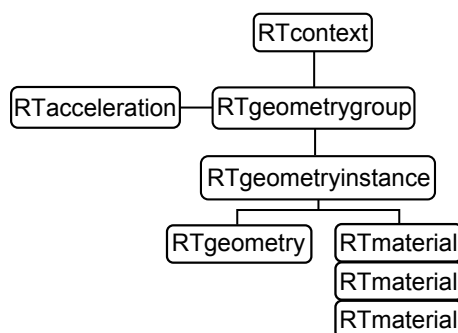 RTcontext
RTacceleration
RTgeometrygroup
RTgeometryinstance
RTgeometry
RTmaterial
RTmaterial
RTmaterial